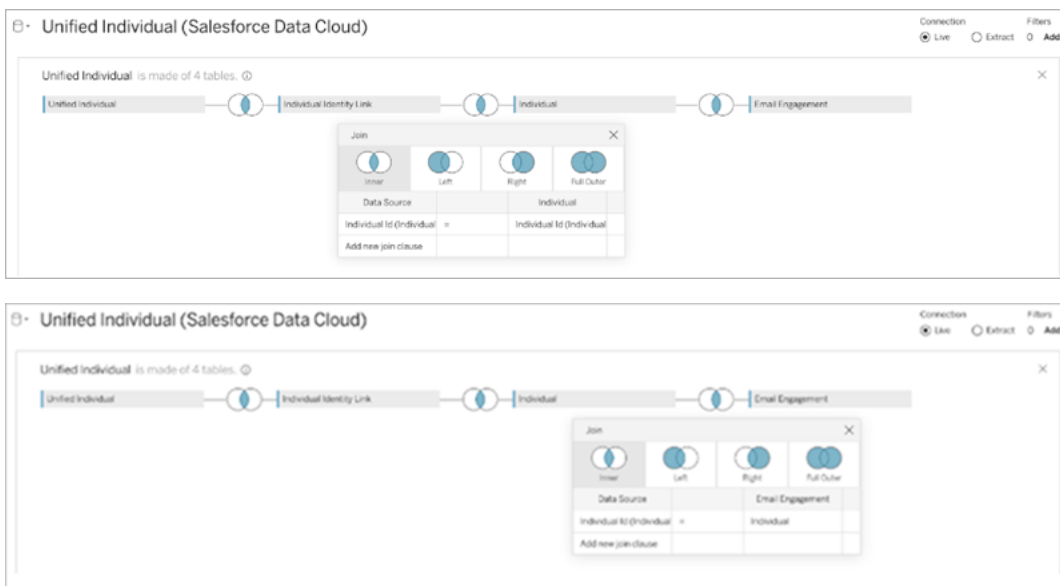 Unified Individual (Salesforce Data Cloud)
Connection
Filters
Live Extract 0 Add
Unified Individual is made of 4 tables.
Unified Individual Individual Identity Link Individual Email Engagement
Join
Inner Left Right Full Outer
Data Source Individual
Individual Id (Individual = Individual Id (Individual
Add new join clause
Unified Individual (Salesforce Data Cloud)
Connection
Filters
Live Extract 0 Add
Unified Individual is made of 4 tables.
Unified Individual Individual Identity Link Individual Email Engagement
Join
Inner Left Right Full Outer
Data Source Email Engagement
Individual Id (Individual = Individual
Add new join clause